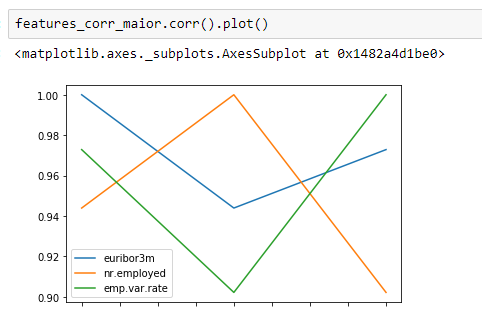 features_corr_maior.corr().plot()
<matplotlib.axes._subplots.AxesSubplot at 0x1482a4d1be0>
1.00
0.98
0.96
0.94
0.92
0.90
euribor3m
nr.employed
emp.var.rate